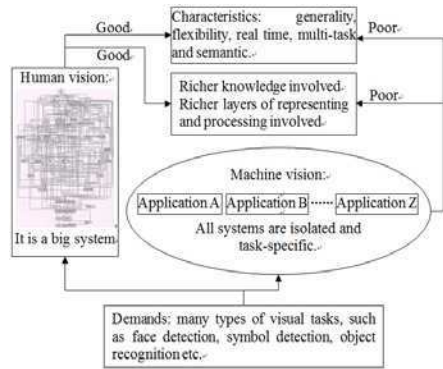 Characteristics: generality,
flexibility, real time, multi-task
and semantic.
Good
Good
Poor
Human vision:
Richer knowledge involved.
Richer layers of representing
and processing involved
Poor
Machine vision:
Application A Application B ······ Application Z
All systems are isolated and
task-specific.
It is a big system
Demands: many types of visual tasks, such
as face detection, symbol detection, object
recognition etc.